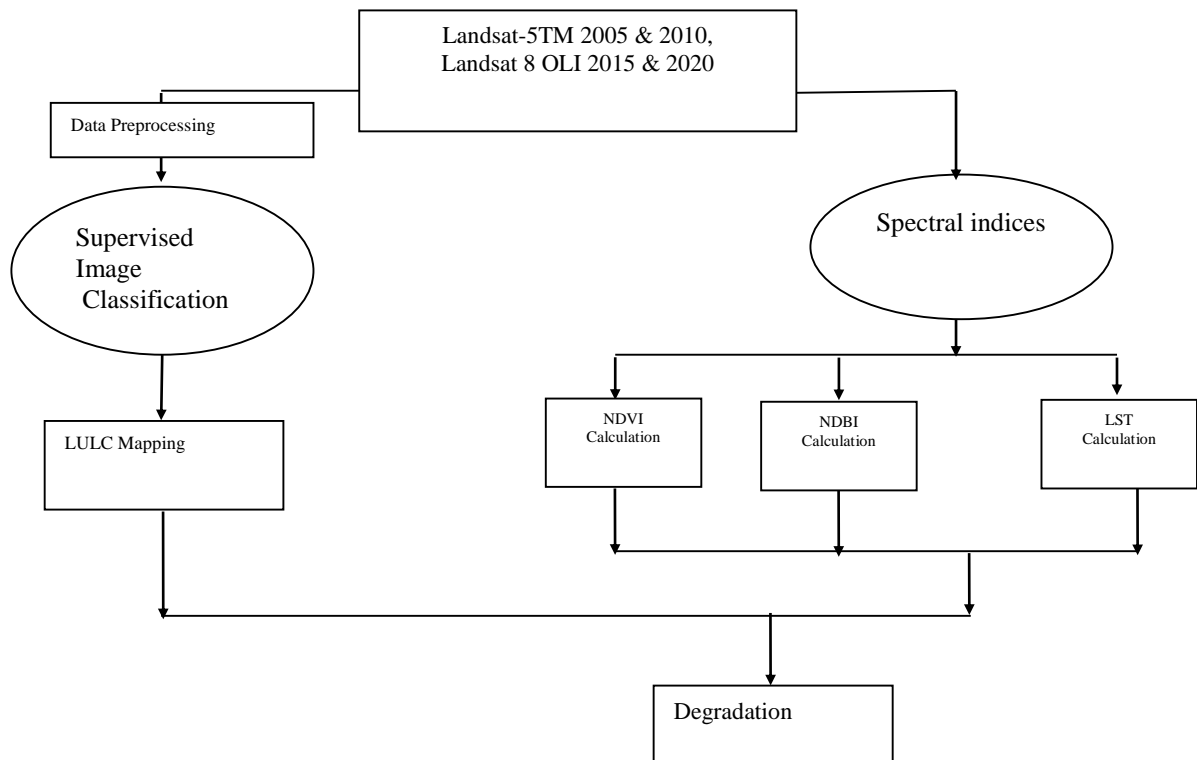 Landsat-5TM 2005 & 2010,
Landsat 8 OLI 2015 & 2020
Data Preprocessing
Supervised
Image
Classification
Spectral indices
NDVI
Calculation
NDBI
Calculation
LST
Calculation
LULC Mapping
Degradation